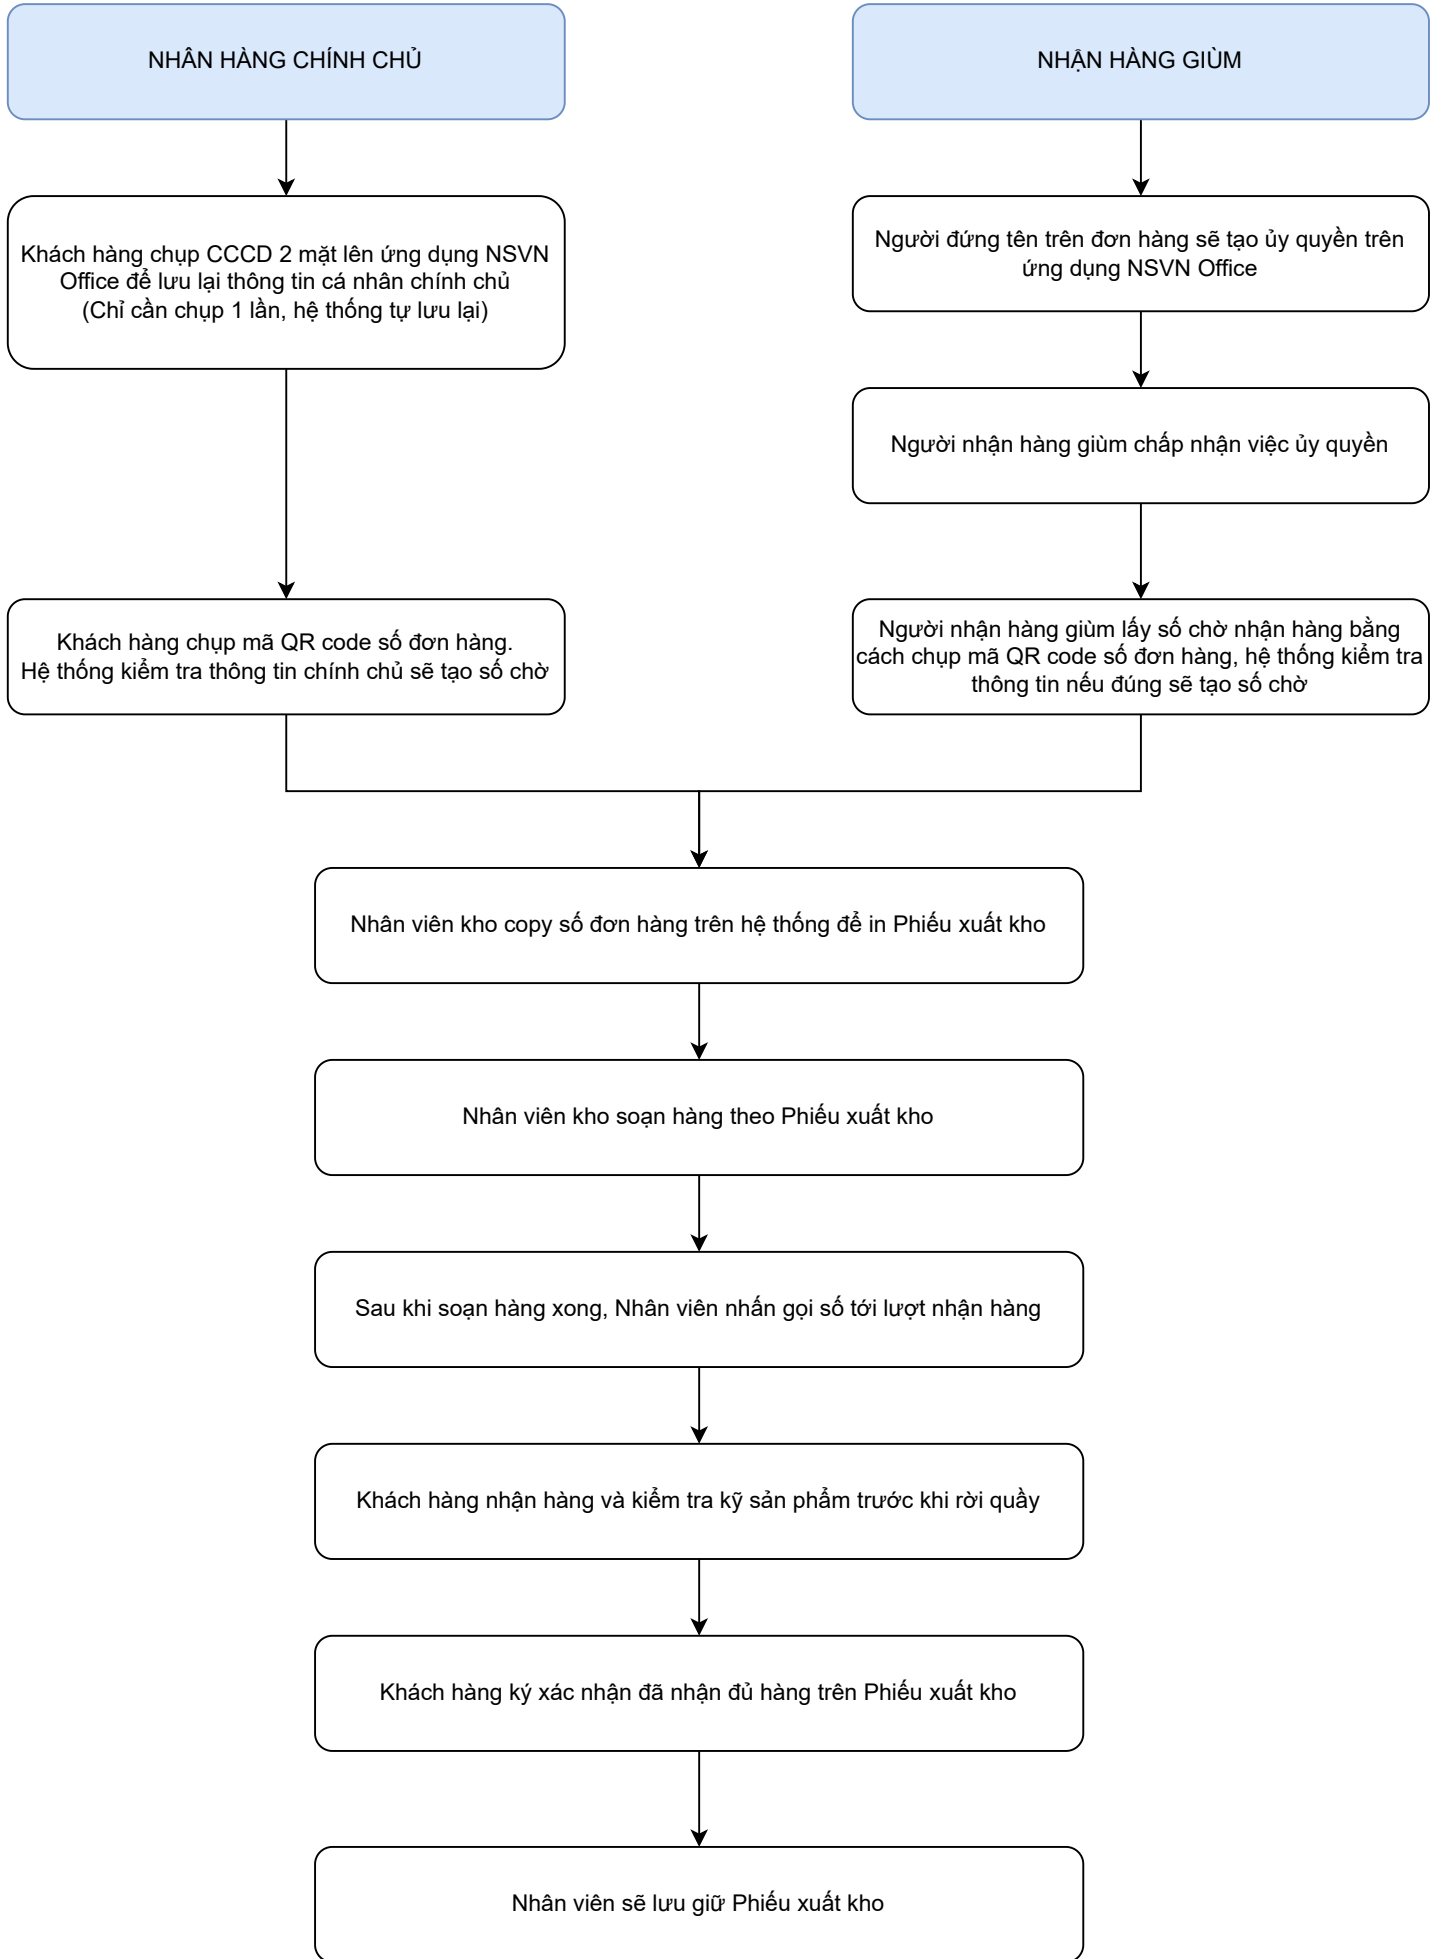 NHÂN HÀNG CHÍNH CHỦ
NHẬN HÀNG GIÙM
Khách hàng chụp CCCD 2 mặt lên ứng dụng NSVN
Office để lưu lại thông tin cá nhân chính chủ
(Chỉ cần chụp 1 lần, hệ thống tự lưu lại)
Người đứng tên trên đơn hàng sẽ tạo ủy quyền trên
ứng dụng NSVN Office
Người nhận hàng giùm chấp nhận việc ủy quyền
Khách hàng chụp mã QR code số đơn hàng.
Hệ thống kiểm tra thông tin chính chủ sẽ tạo số chờ
Người nhận hàng giùm lấy số chờ nhận hàng bằng
cách chụp mã QR code số đơn hàng, hệ thống kiểm tra
thông tin nếu đúng sẽ tạo số chờ
Nhân viên kho copy số đơn hàng trên hệ thống để in Phiếu xuất kho
Nhân viên kho soạn hàng theo Phiếu xuất kho
Sau khi soạn hàng xong, Nhân viên nhấn gọi số tới lượt nhận hàng
Khách hàng nhận hàng và kiểm tra kỹ sản phẩm trước khi rời quầy
Khách hàng ký xác nhận đã nhận đủ hàng trên Phiếu xuất kho
Nhân viên sẽ lưu giữ Phiếu xuất kho